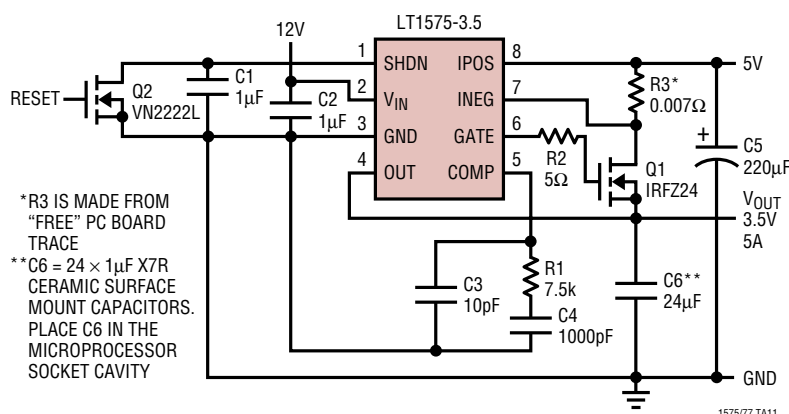 LT1575-3.5
12V
1
SHDN
IPOS
8
5V
RESET
Q2
VN2222L
C1
1µF
C2
1µF
2
VIN
INEG
7
R3*
0.007Ω
3
GND
GATE
6
R2
5Ω
Q1
IRFZ24
+
C5
220µF
4
OUT
COMP
5
VOUT
3.5V
5A
*R3 IS MADE FROM
“FREE” PC BOARD
TRACE
**C6 = 24 × 1µF X7R
CERAMIC SURFACE
MOUNT CAPACITORS.
PLACE C6 IN THE
MICROPROCESSOR
SOCKET CAVITY
C3
10pF
R1
7.5k
C4
1000pF
C6**
24µF
GND
1575/77 TA11